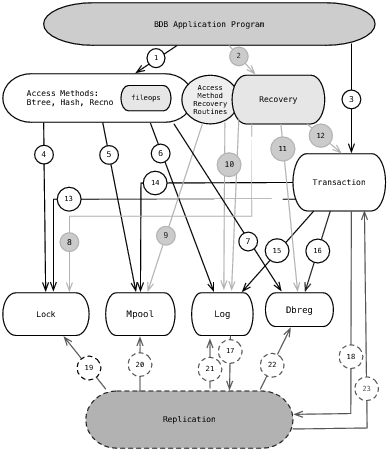 BDB Application Program
1
2
Access Methods:
Btree, Hash, Recno
fileops
Access
Method
Recovery
Routines
Recovery
3
4
5
6
10
11
12
14
13
Transaction
8
9
7
15
16
Lock
Mpool
Log
Dbreg
19
20
21
17
22
18
23
Replication